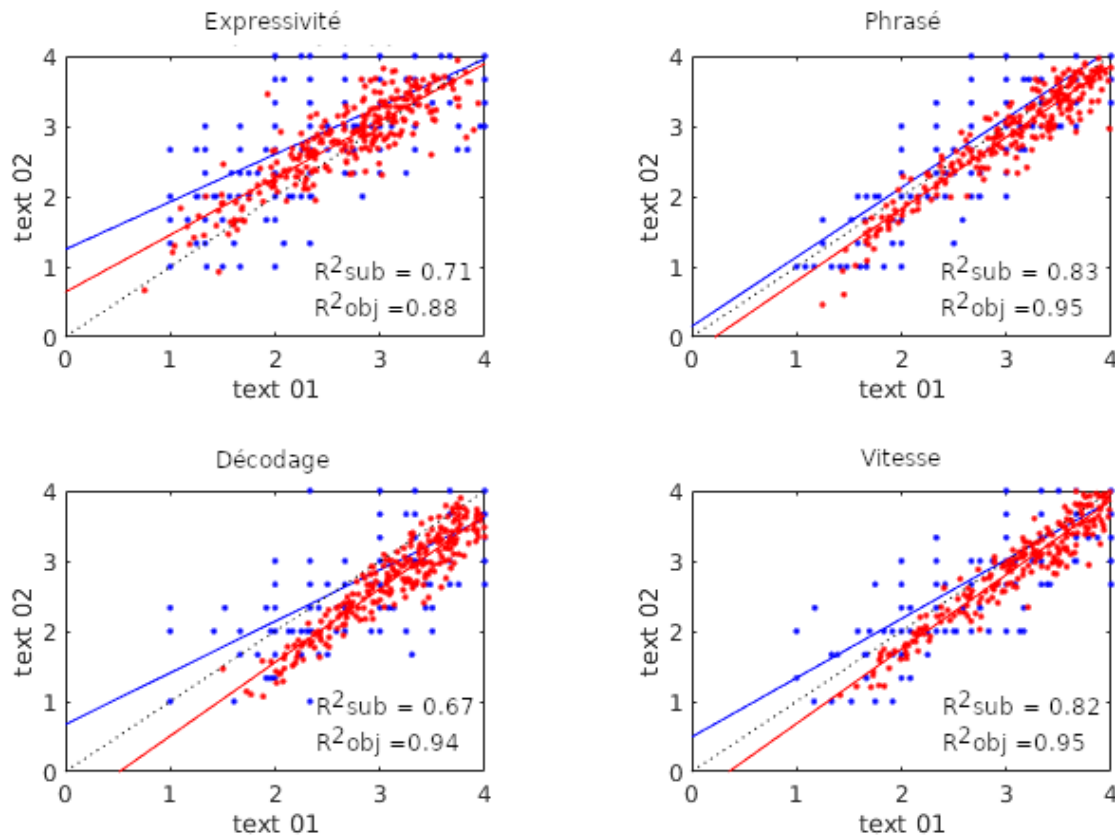 Expressivité
4
3
2
1
0
text 02
R²sub = 0.71
R²obj =0.88
0 1 2 3 4
text 01
Phrasé
4
3
2
1
0
text 02
R²sub = 0.83
R²obj =0.95
0 1 2 3 4
text 01
Décodage
4
3
2
1
0
text 02
R²sub = 0.67
R²obj =0.94
0 1 2 3 4
text 01
Vitesse
4
3
2
1
0
text 02
R²sub = 0.82
R²obj =0.95
0 1 2 3 4
text 01